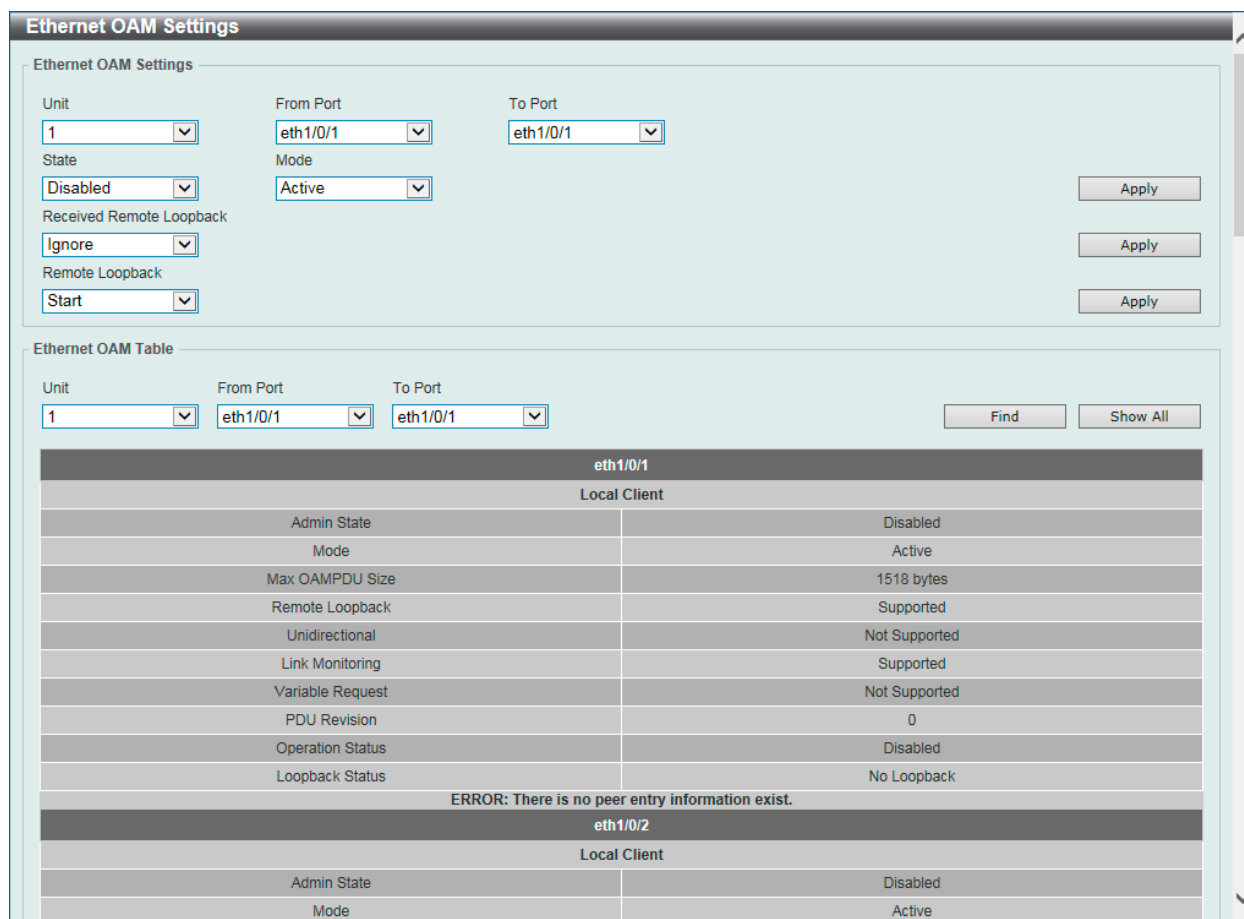 Ethernet OAM Settings
Ethernet OAM Settings
Unit From Port To Port
1 eth1/0/1 eth1/0/1
State Mode
Disabled Active Apply
Received Remote Loopback
Ignore Apply
Remote Loopback
Start Apply
Ethernet OAM Table
Unit From Port To Port
1 eth1/0/1 eth1/0/1 Find Show All
eth1/0/1
Local Client
Admin State Disabled
Mode Active
Max OAMPDU Size 1518 bytes
Remote Loopback Supported
Unidirectional Not Supported
Link Monitoring Supported
Variable Request Not Supported
PDU Revision 0
Operation Status Disabled
Loopback Status No Loopback
ERROR: There is no peer entry information exist.
eth1/0/2
Local Client
Admin State Disabled
Mode Active